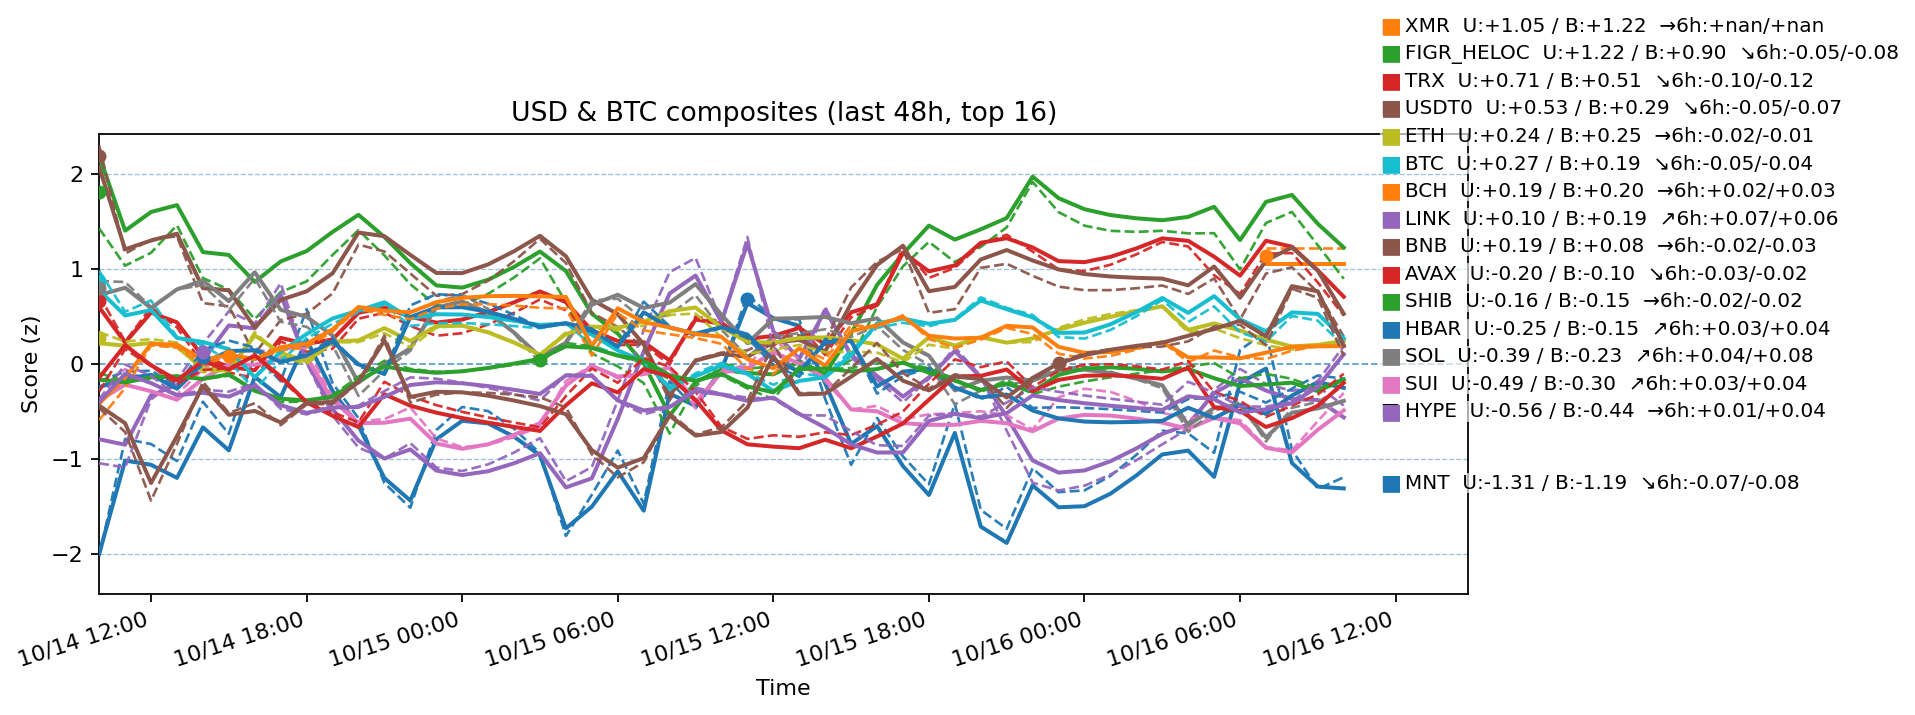 XMR  U:+1.05 / B:+1.22  →6h:+nan/+nan
FIGR_HELOC  U:+1.22 / B:+0.90  ↘6h:-0.05/-0.08
TRX  U:+0.71 / B:+0.51  ↘6h:-0.10/-0.12
USDT0  U:+0.53 / B:+0.29  ↘6h:-0.05/-0.07
ETH  U:+0.24 / B:+0.25  →6h:-0.02/-0.01
BTC  U:+0.27 / B:+0.19  ↘6h:-0.05/-0.04
BCH  U:+0.19 / B:+0.20  →6h:+0.02/+0.03
LINK  U:+0.10 / B:+0.19  ↗6h:+0.07/+0.06
BNB  U:+0.19 / B:+0.08  →6h:-0.02/-0.03
AVAX  U:-0.20 / B:-0.10  ↘6h:-0.03/-0.02
SHIB  U:-0.16 / B:-0.15  →6h:-0.02/-0.02
HBAR  U:-0.25 / B:-0.15  ↗6h:+0.03/+0.04
SOL  U:-0.39 / B:-0.23  ↗6h:+0.04/+0.08
SUI  U:-0.49 / B:-0.30  ↗6h:+0.03/+0.04
HYPE  U:-0.56 / B:-0.44  →6h:+0.01/+0.04
MNT  U:-1.31 / B:-1.19  ↘6h:-0.07/-0.08
USD & BTC composites (last 48h, top 16)
Score (z)
2
1
0
−1
−2
10/14 12:00
10/14 18:00
10/15 00:00
10/15 06:00
10/15 12:00
10/15 18:00
10/16 00:00
10/16 06:00
10/16 12:00
Time